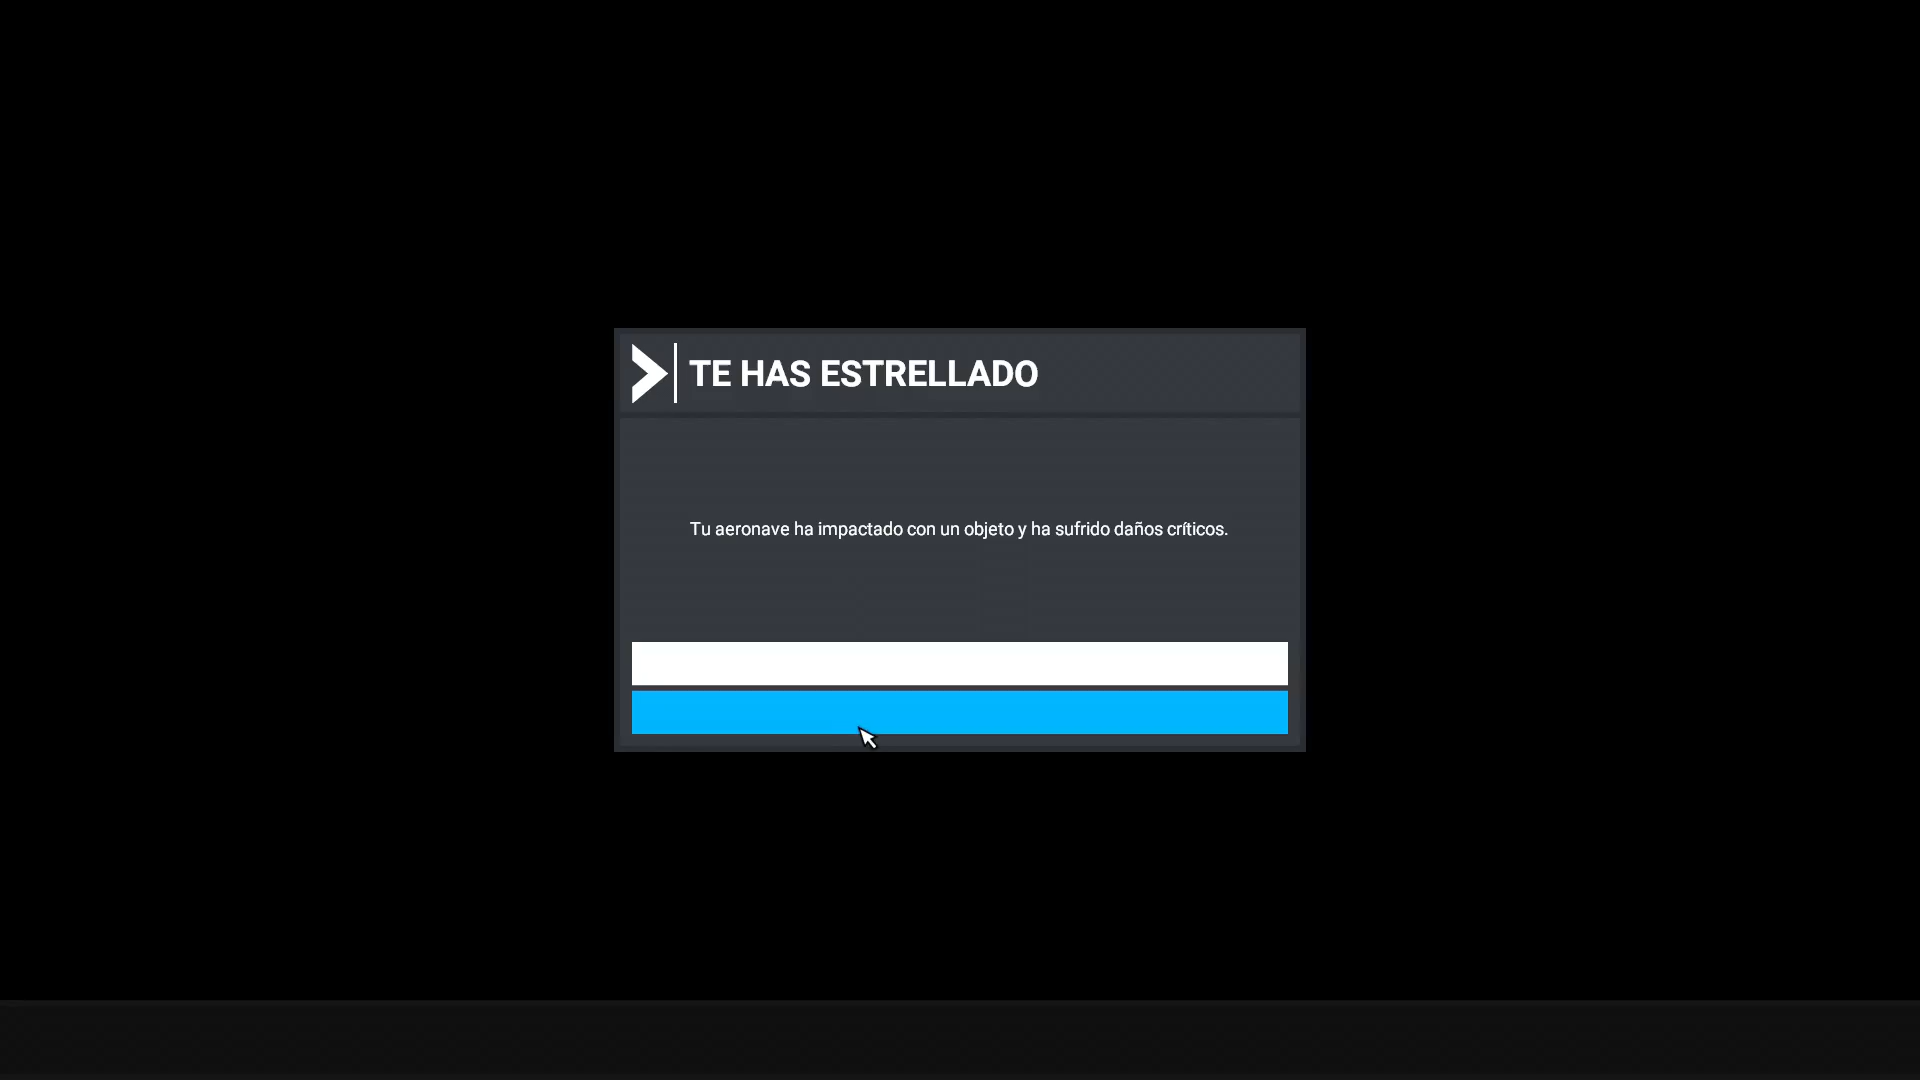 TE HAS ESTRELLADO
Tu aeronave ha impactado con un objeto y ha sufrido daños críticos.